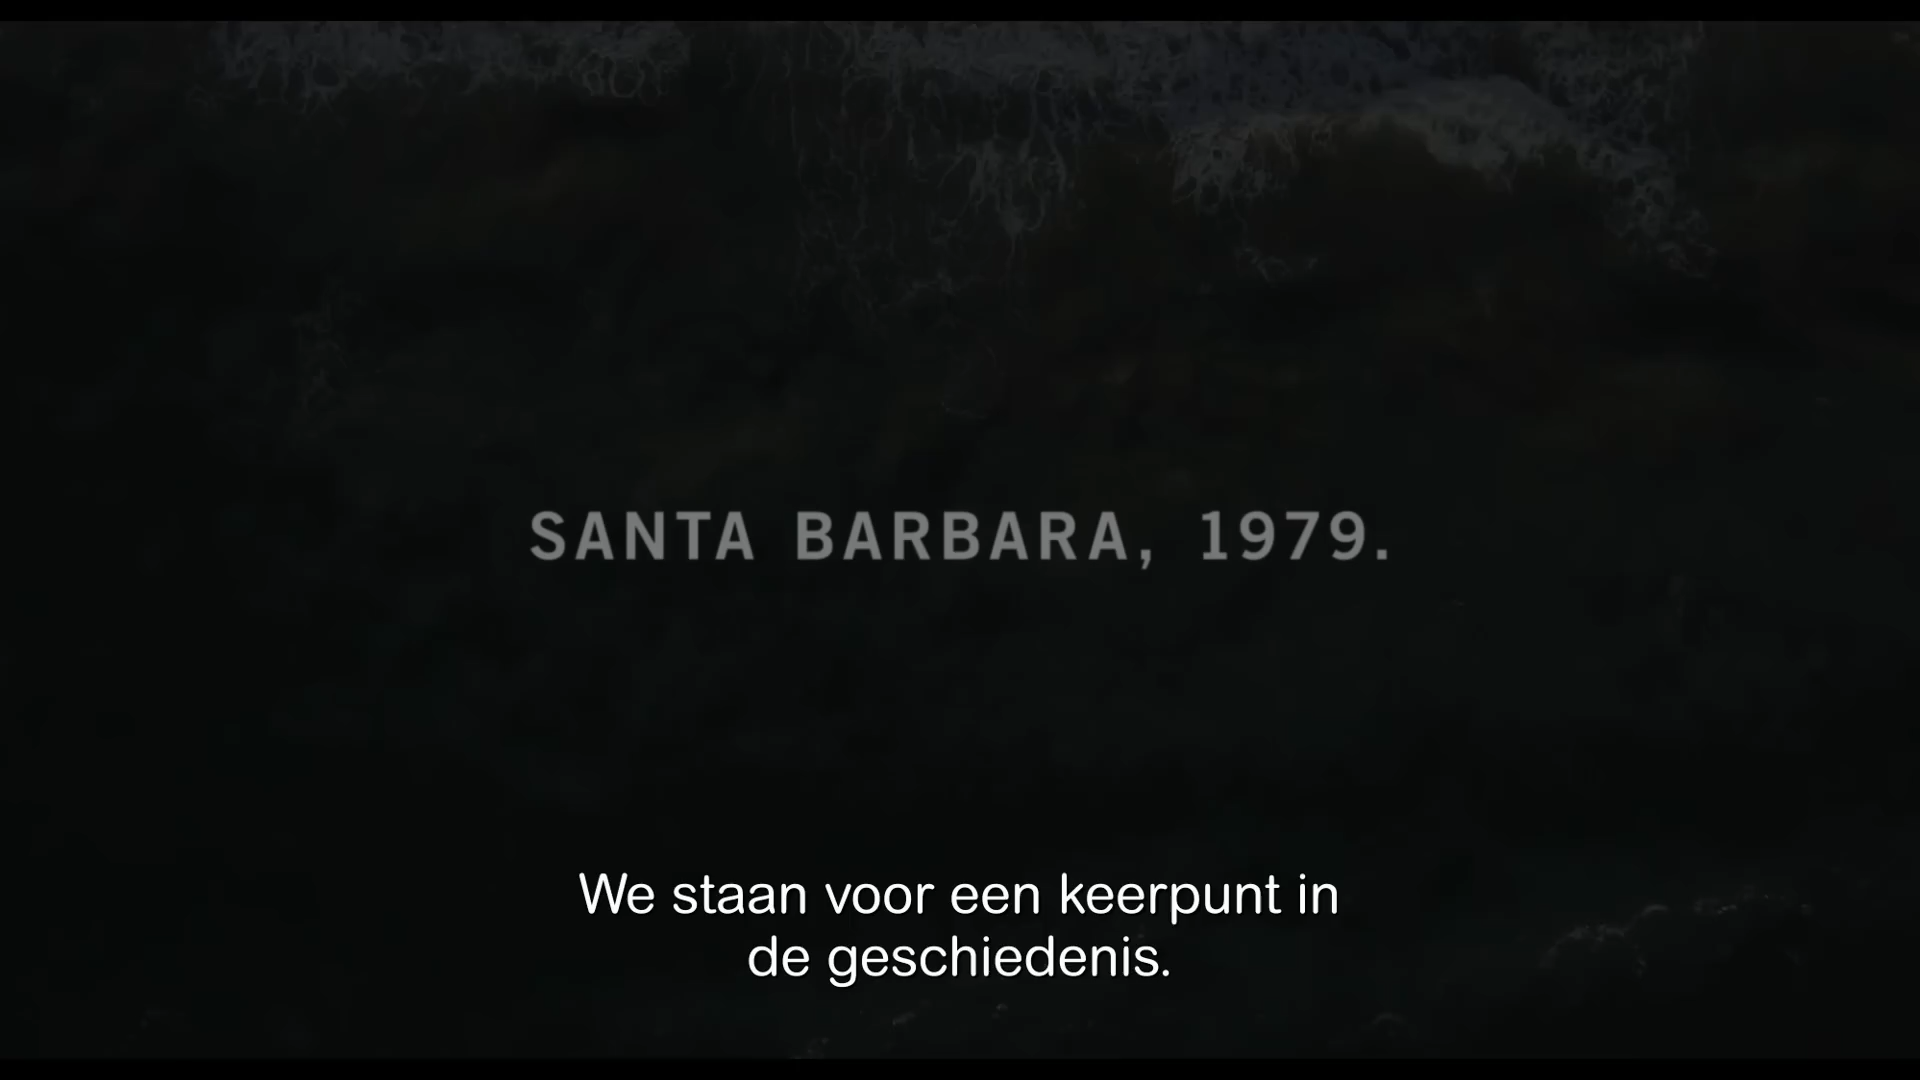 SANTA BARBARA, 1979.
We staan voor een keerpunt in
de geschiedenis.